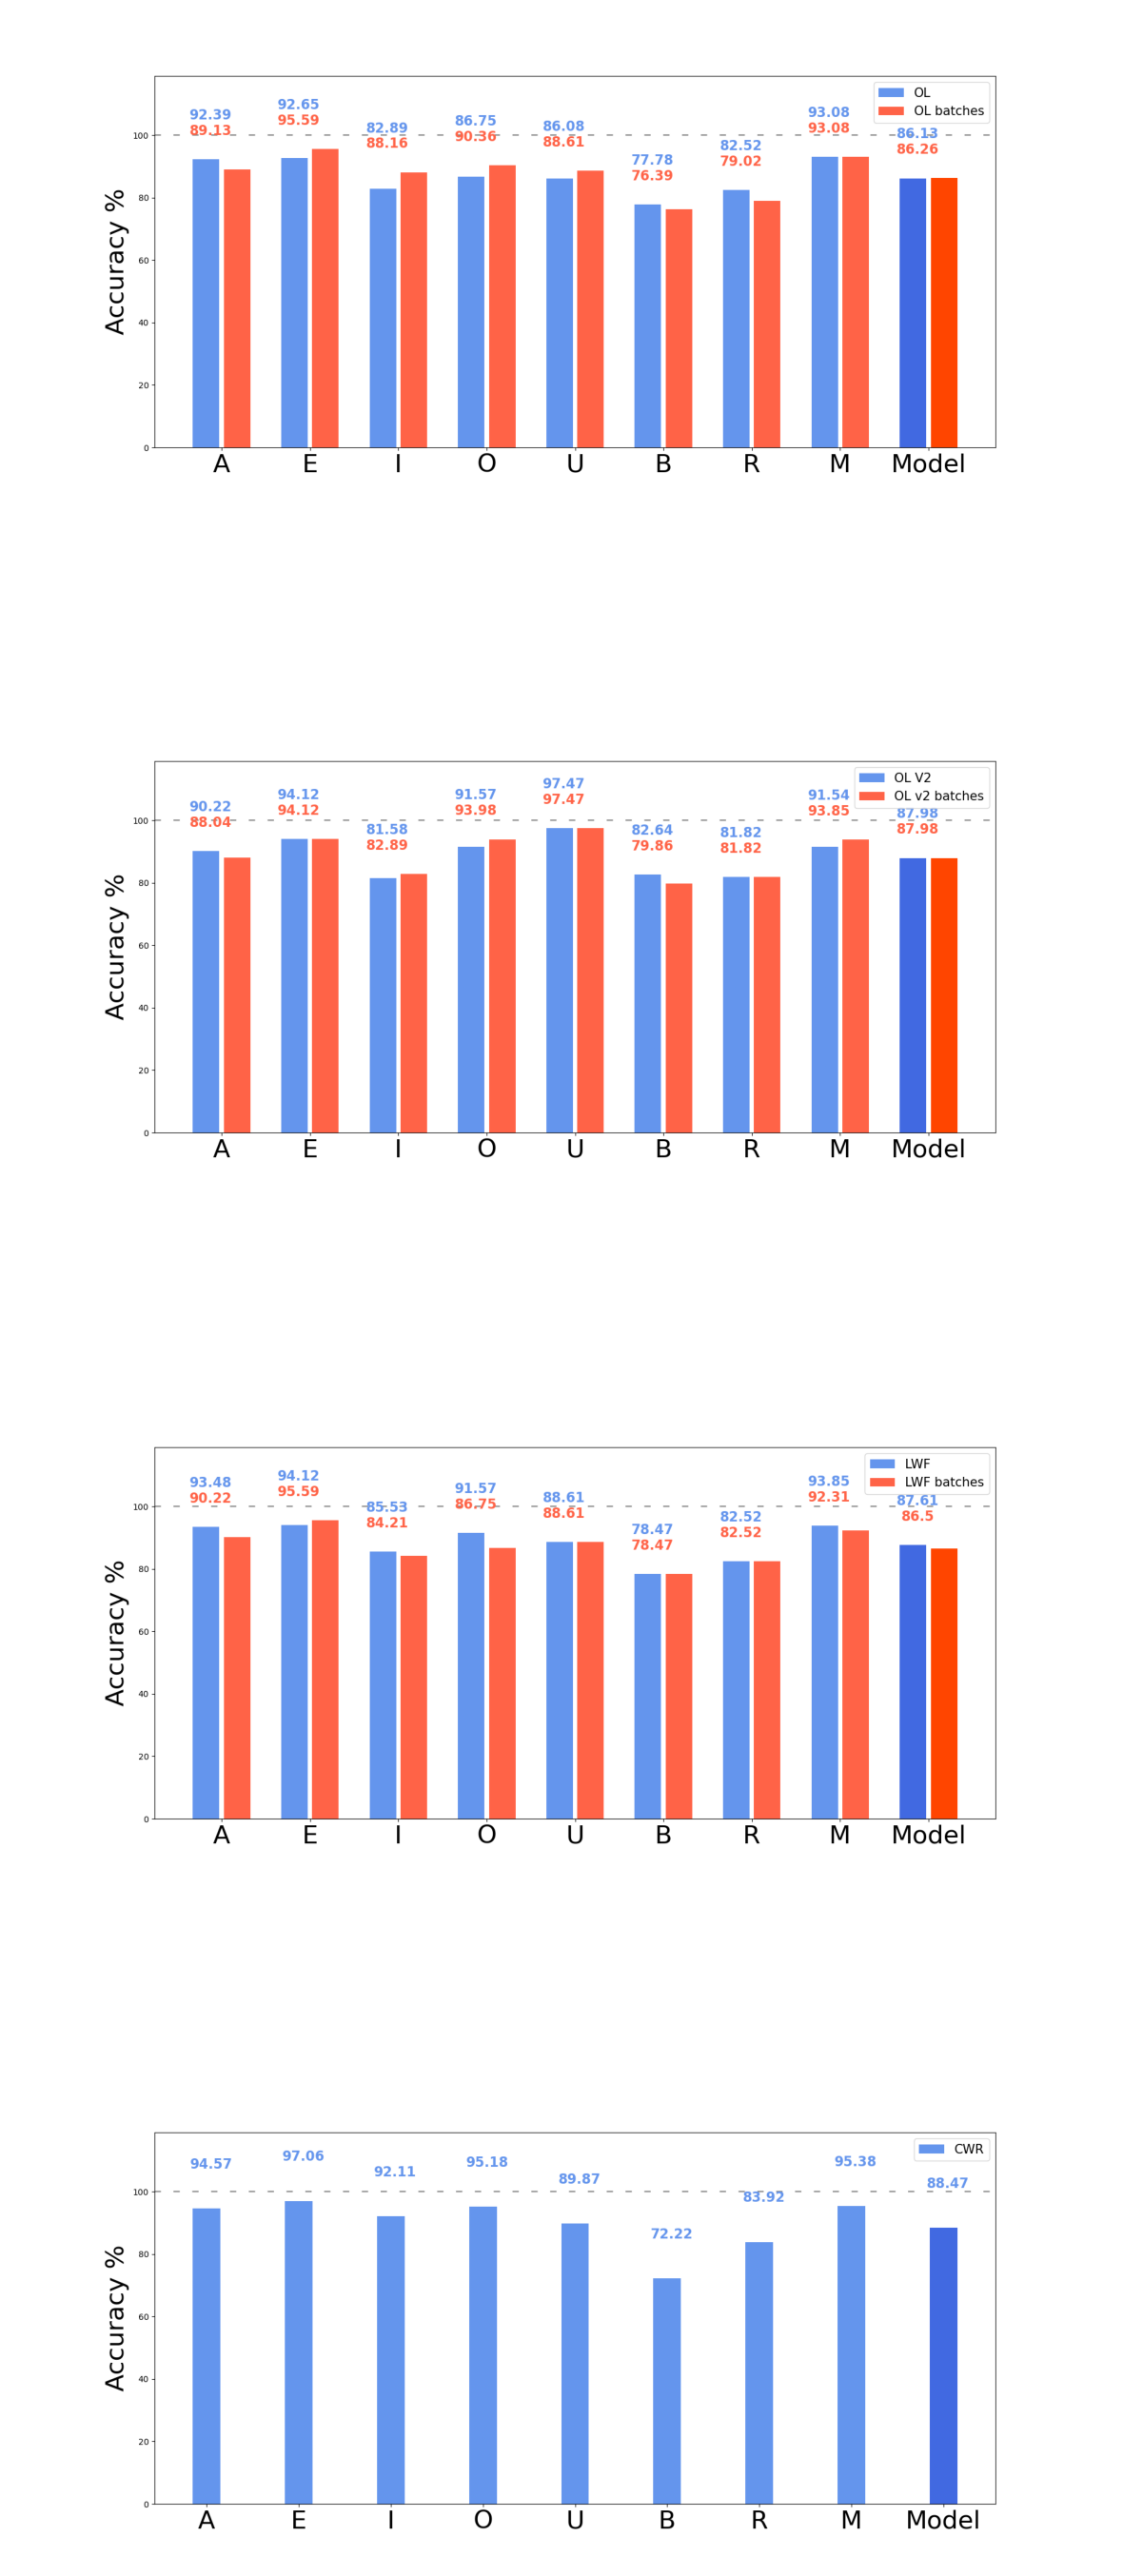 OL
OL batches
92.39 92.65 82.89 86.75 86.08 77.78 82.52 93.08 86.13
89.13 95.59 88.16 90.36 88.61 76.39 79.02 93.08 86.26
Accuracy %
100
80
60
40
20
0
A E I O U B R M Model
OL V2
OL v2 batches
90.22 94.12 81.58 91.57 97.47 82.64 81.82 91.54 87.98
88.04 94.12 82.89 93.98 97.47 79.86 81.82 93.85 87.98
Accuracy %
100
80
60
40
20
0
A E I O U B R M Model
LWF
LWF batches
93.48 94.12 85.53 91.57 88.61 78.47 82.52 93.85 87.61
90.22 95.59 84.21 86.75 88.61 78.47 82.52 92.31 86.5
Accuracy %
100
80
60
40
20
0
A E I O U B R M Model
CWR
94.57 97.06 92.11 95.18 89.87 72.22 83.92 95.38 88.47
Accuracy %
100
80
60
40
20
0
A E I O U B R M Model